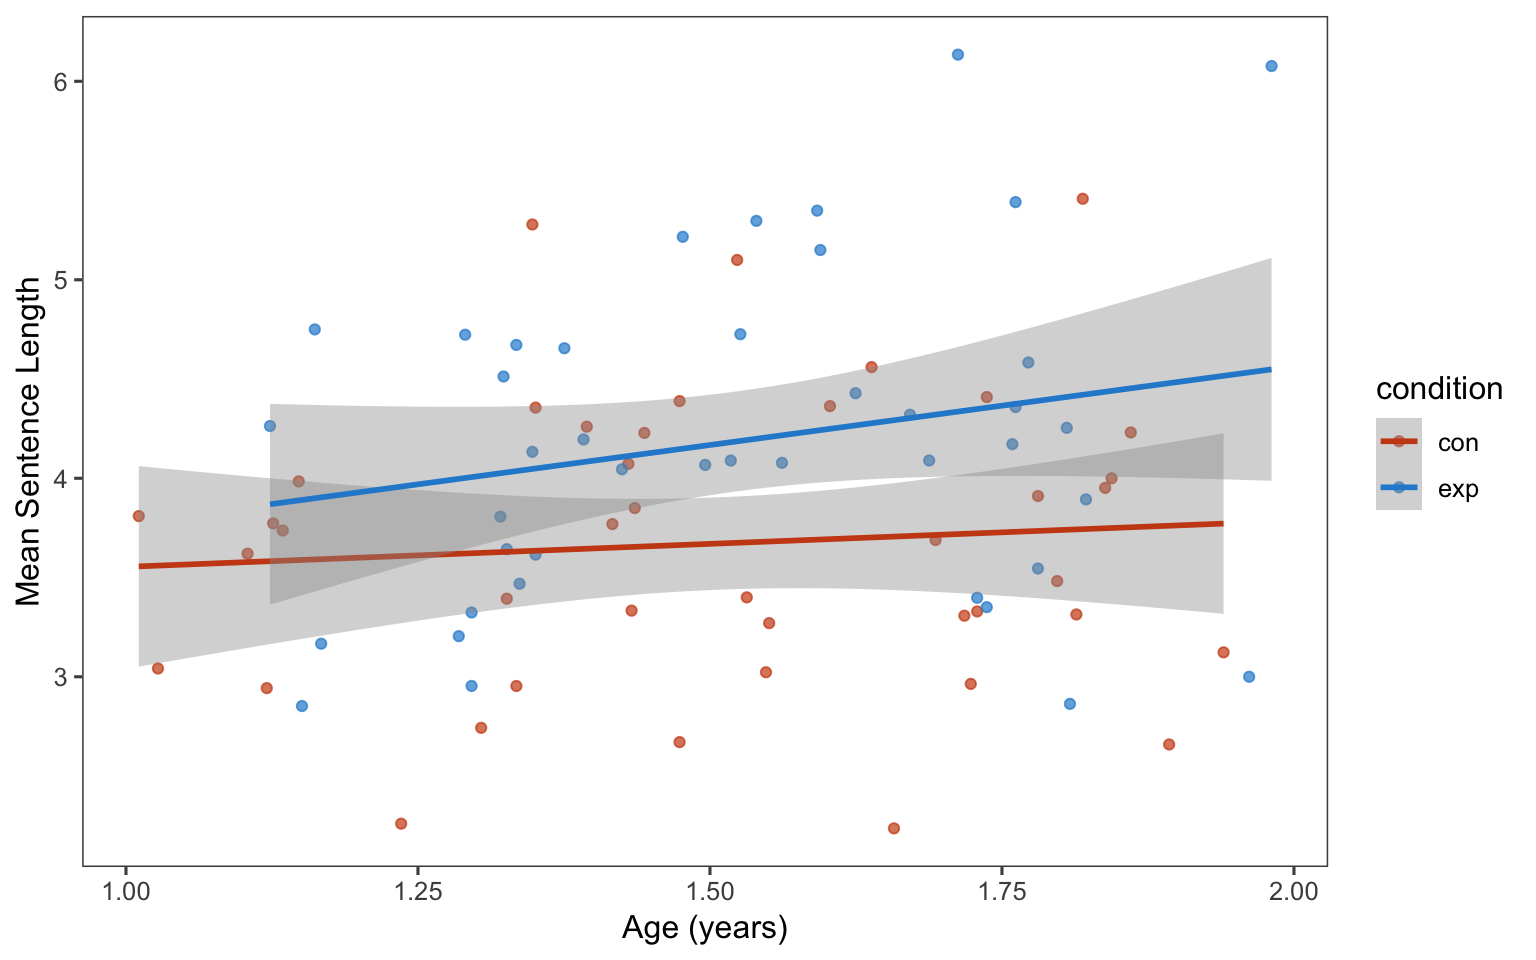 6
5
4
3
Mean Sentence Length
1.00 1.25 1.50 1.75 2.00
Age (years)
condition
con
exp